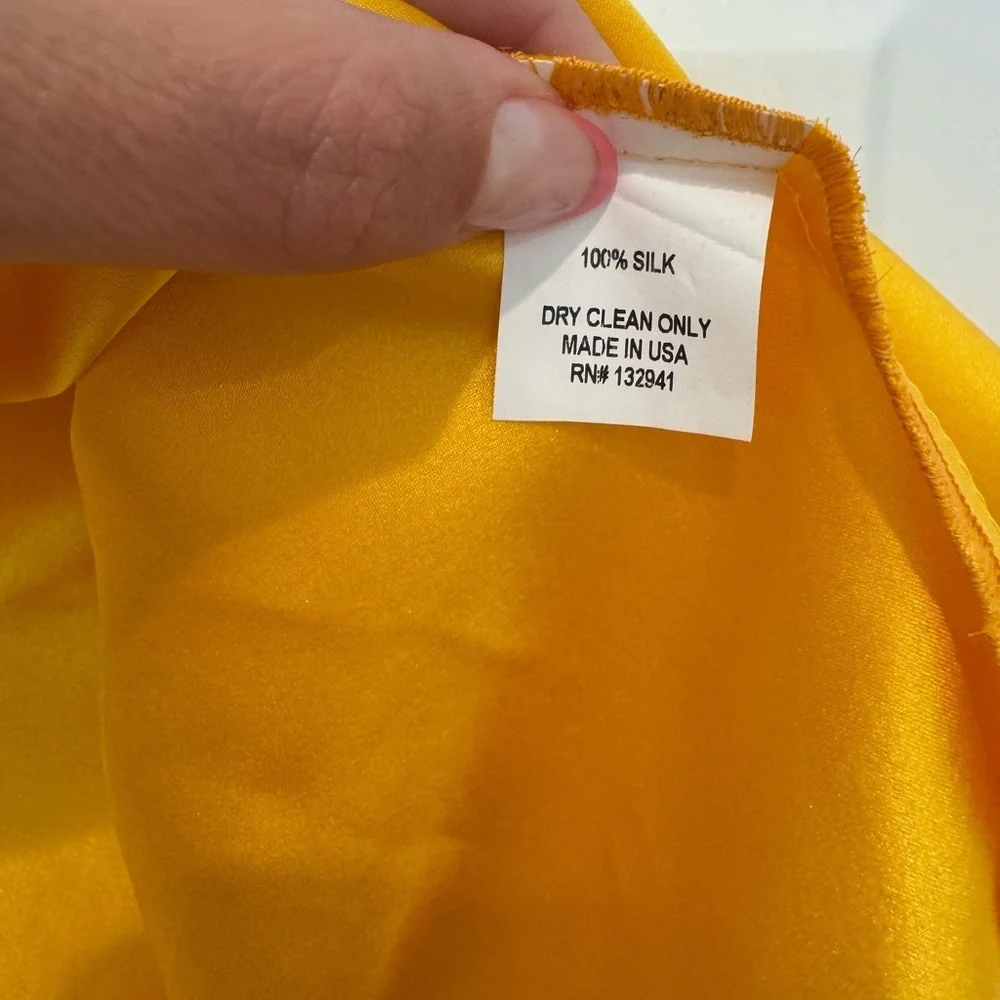 100% SILK
DRY CLEAN ONLY
MADE IN USA
RN# 132941